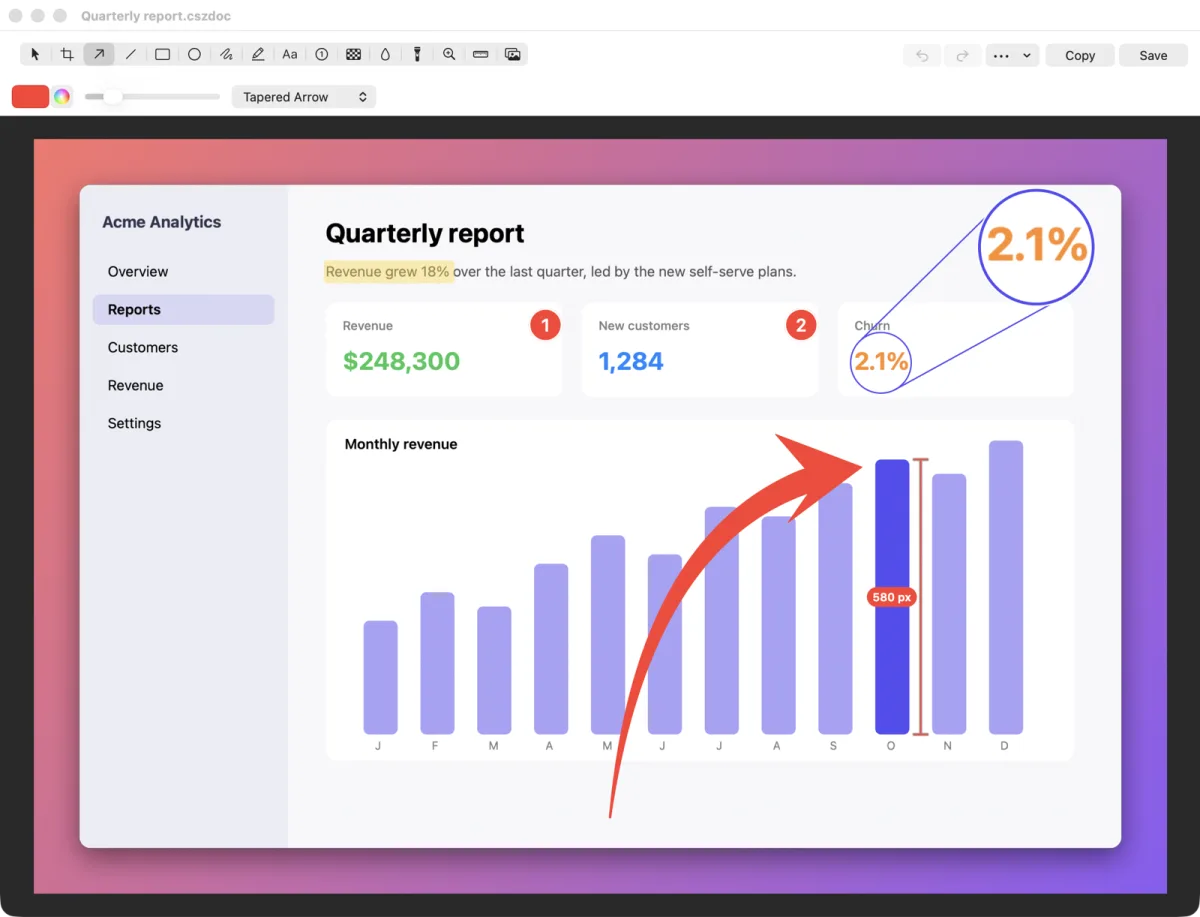 Quarterly report.cszdoc
Aa
1
Copy
Save
Tapered Arrow
Acme Analytics
Overview
Reports
Customers
Revenue
Settings
Quarterly report
Revenue grew 18% over the last quarter, led by the new self-serve plans.
2.1%
Revenue
1
$248,300
New customers
2
1,284
Churn
2.1%
Monthly revenue
580 px
J F M A M J J A S O N D